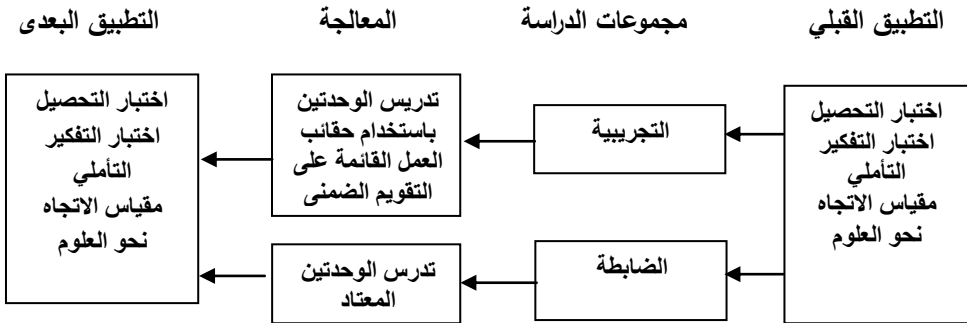 التطبيق القبلي
مجموعات الدراسة
المعالجة
التطبيق البعدى
اختبار التحصيل
اختبار التفكير
التأملي
مقياس الاتجاه
نحو العلوم
التجريبية
الضابطة
تدريس الوحدتين
باستخدام حقائب
العمل القائمة على
التقويم الضمنى
تدرس الوحدتين
المعتاد
اختبار التحصيل
اختبار التفكير
التأملي
مقياس الاتجاه
نحو العلوم